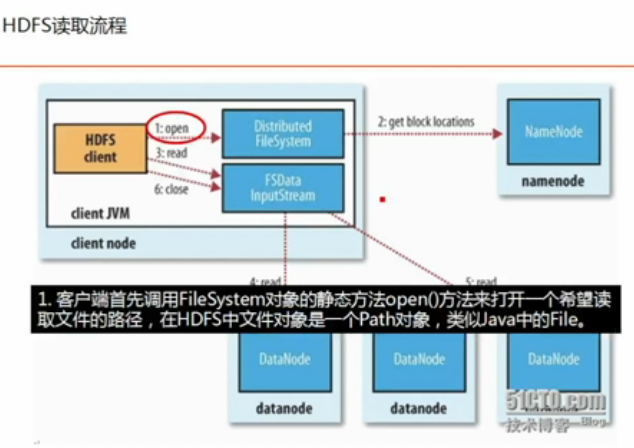 HDFS读取流程
1: open
HDFS
client
3: read
6: close
Distributed
FileSystem
FSData
InputStream
2: get block locations
NameNode
namenode
client JVM
client node
4: read
5: read
1. 客户端首先调用FileSystem对象的静态方法open()方法来打开一个希望读
取文件的路径，在HDFS中文件对象是一个Path对象，类似Java中的File。
DataNode
DataNode
DataNode
datanode
datanode
51CTO.com
技术博客 Blog